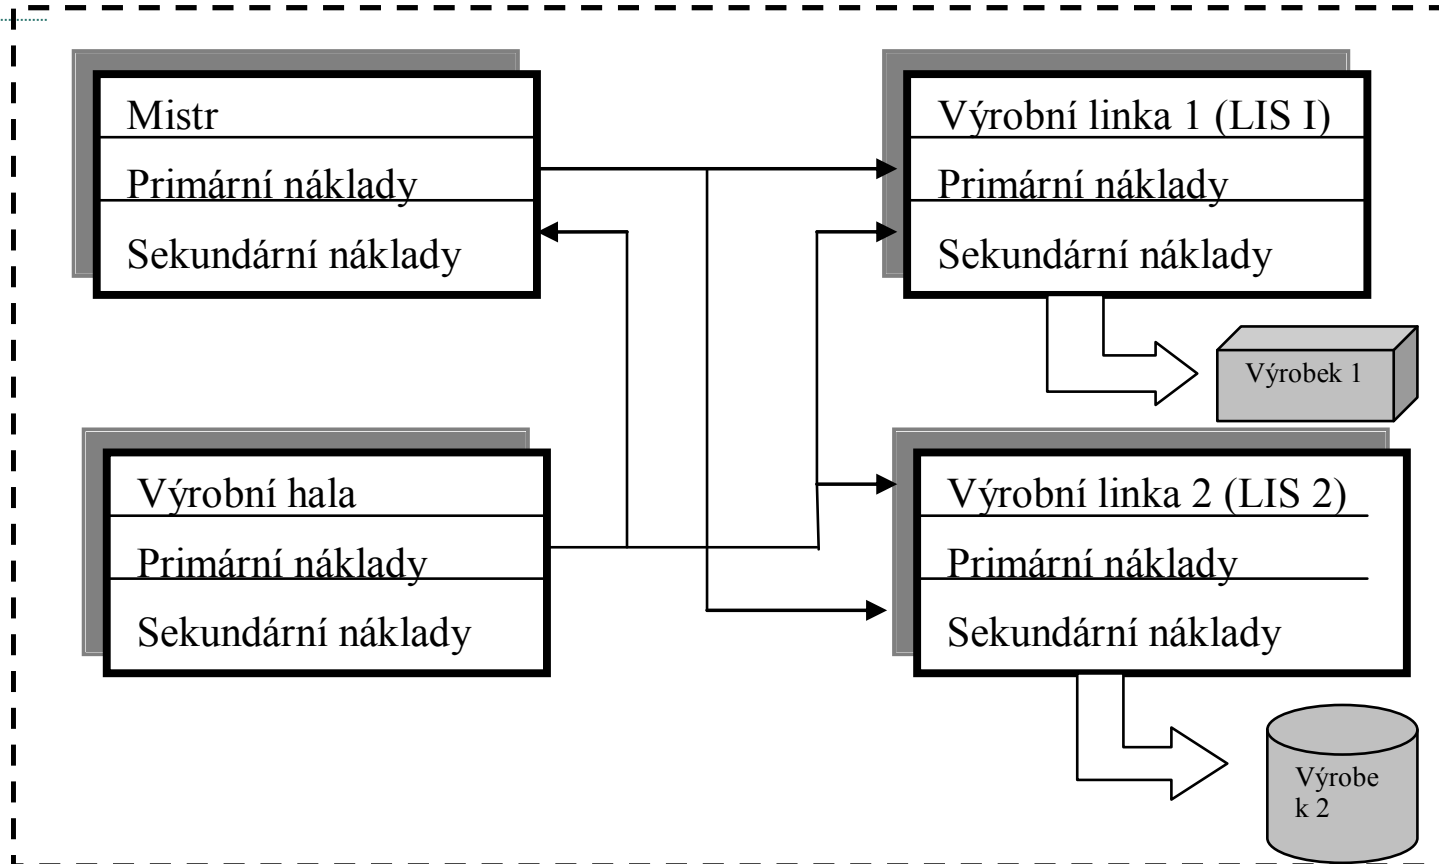 Mistr
Primární náklady
Sekundární náklady
Výrobní linka 1 (LIS I)
Primární náklady
Sekundární náklady
Výrobek 1
Výrobní hala
Primární náklady
Sekundární náklady
Výrobní linka 2 (LIS 2)
Primární náklady
Sekundární náklady
Výrobe
k 2